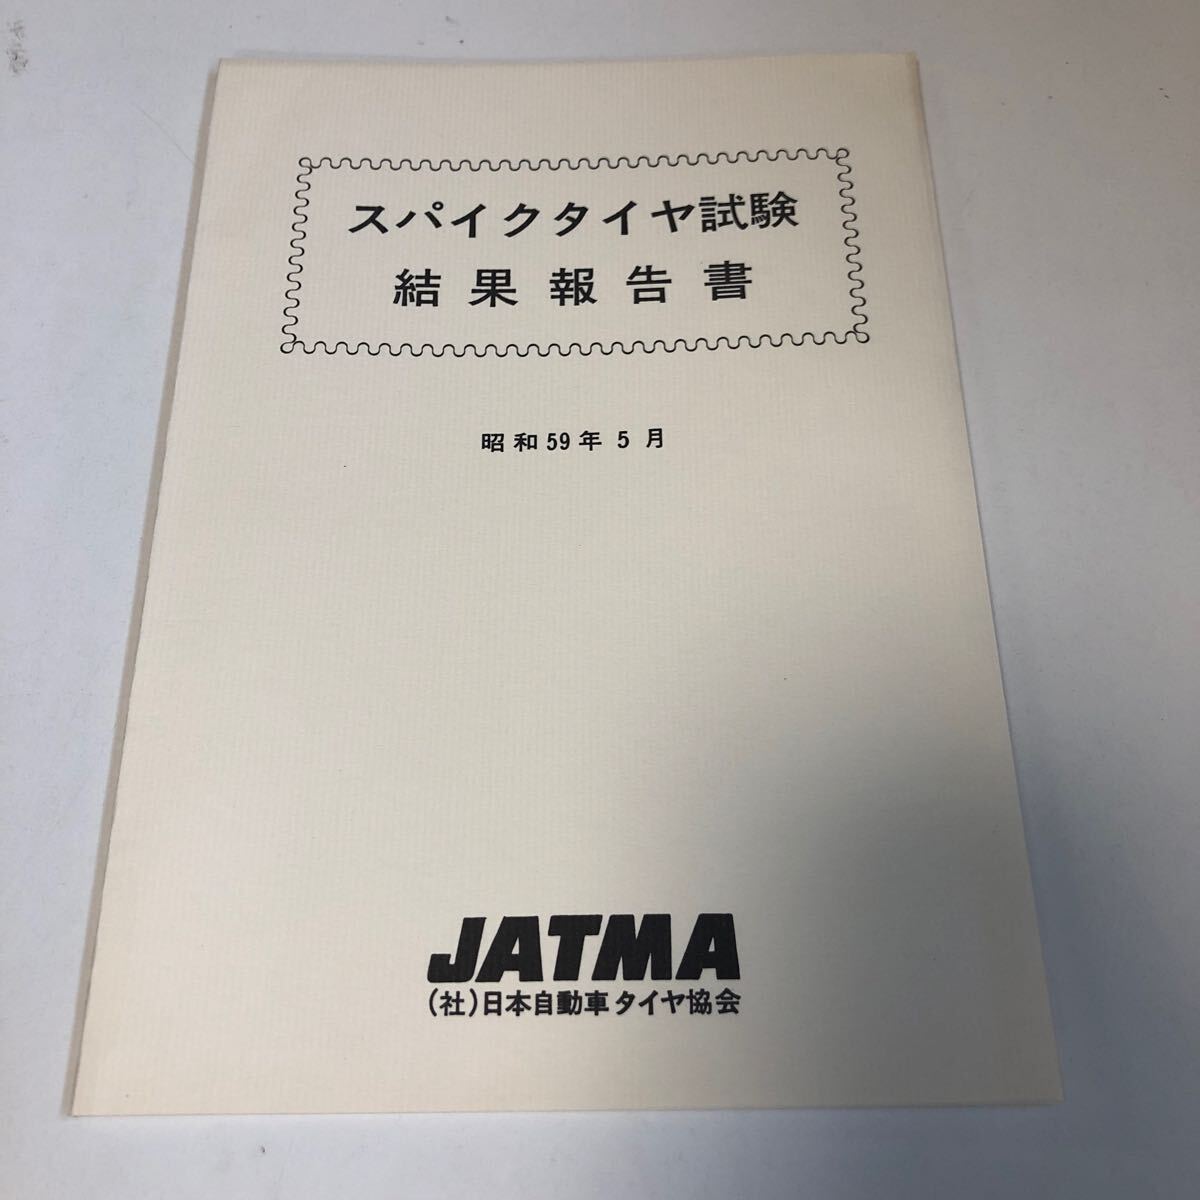 スパイクタイヤ試験
結果報告書
昭和59年5月
JATMA
(社)日本自動車タイヤ協会